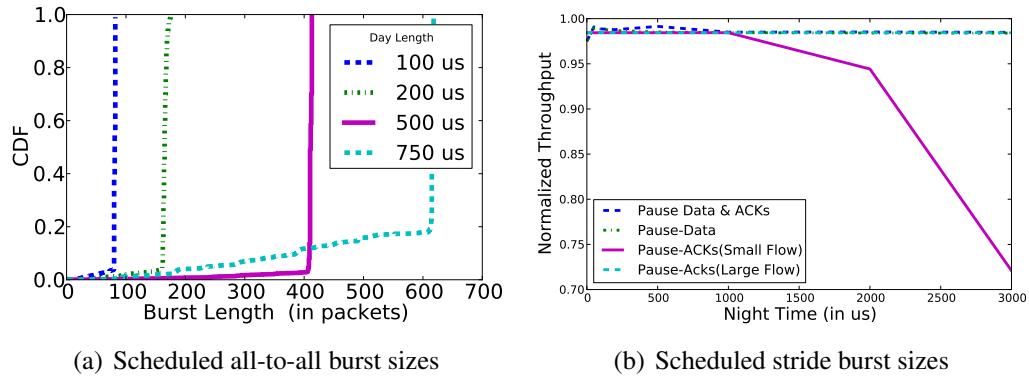 1.0
0.8
0.6
0.4
0.2
0.0
CDF
0 100 200 300 400 500 600 700
Burst Length (in packets)
Day Length
100 us
200 us
500 us
750 us
(a) Scheduled all-to-all burst sizes
1.00
0.95
0.90
0.85
0.80
0.75
0.70
Normalized Throughput
0 500 1000 1500 2000 2500 3000
Night Time (in us)
Pause Data & ACKs
Pause-Data
Pause-ACKs(Small Flow)
Pause-Acks(Large Flow)
(b) Scheduled stride burst sizes